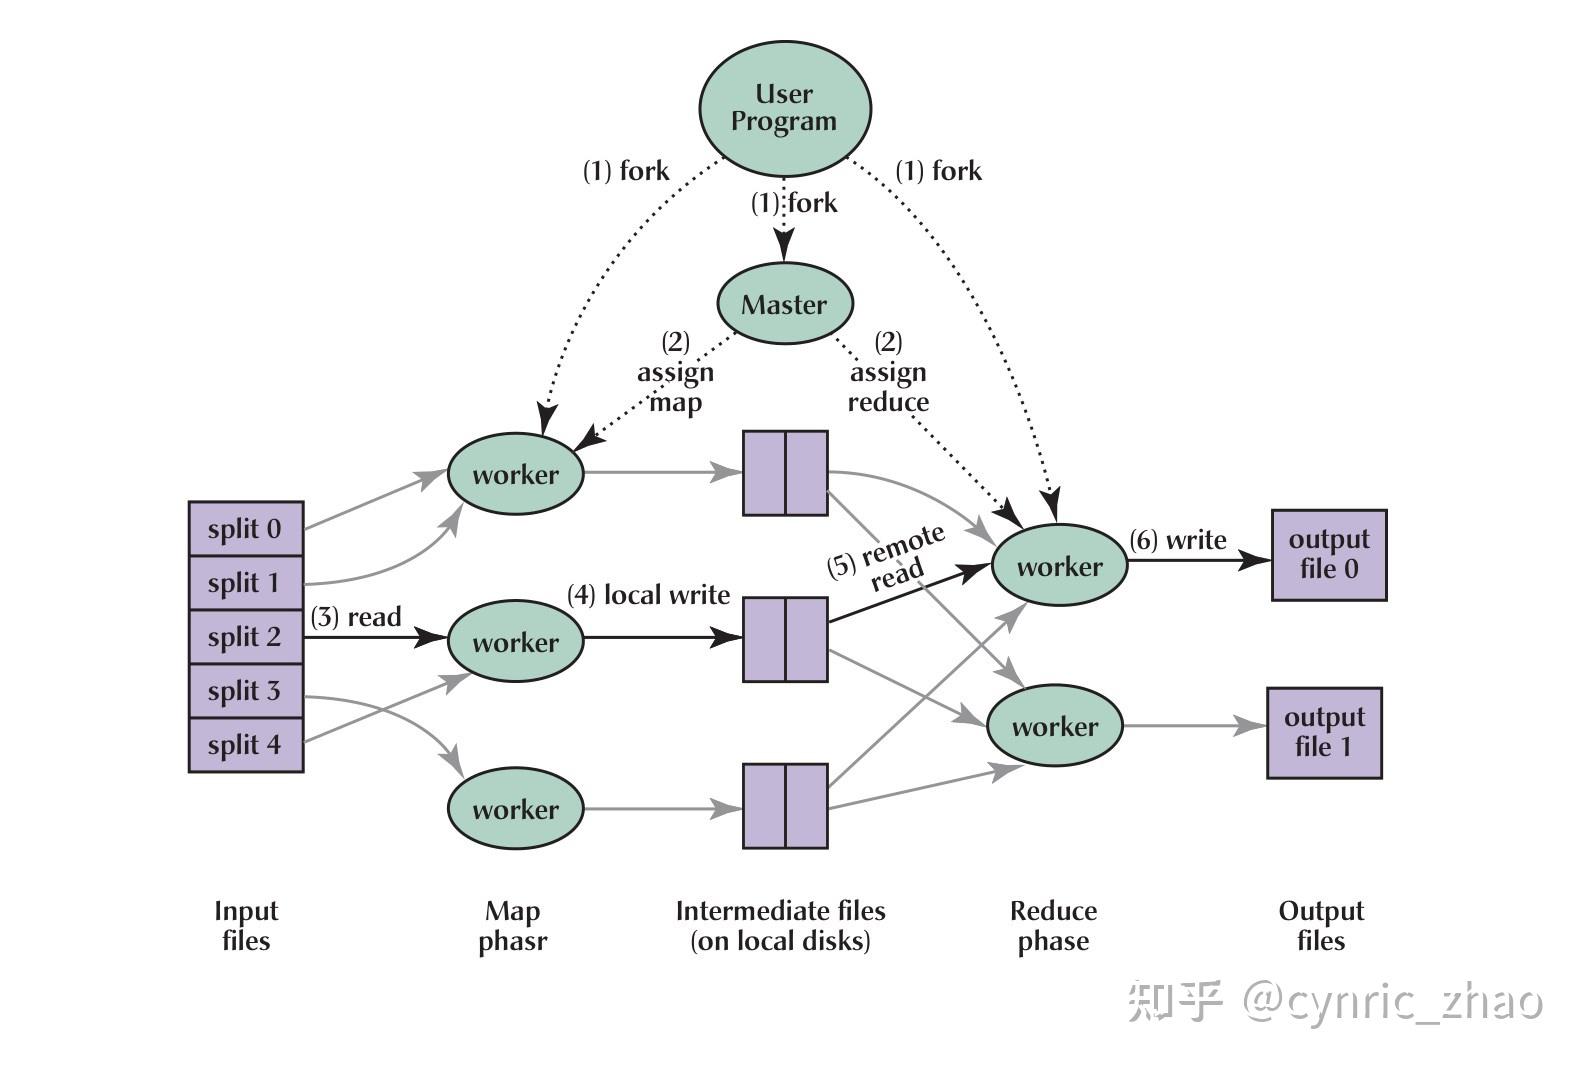 User
Program
(1) fork
(1) fork
(1) fork
Master
(2)
assign
map
(2)
assign
reduce
worker
split 0
split 1
split 2
split 3
split 4
(3) read
worker
(4) local write
worker
(5) remote
read
worker
worker
(6) write
output
file 0
output
file 1
Input
files
Map
phasr
Intermediate files
(on local disks)
Reduce
phase
Output
files
知乎 @cynric_zhao